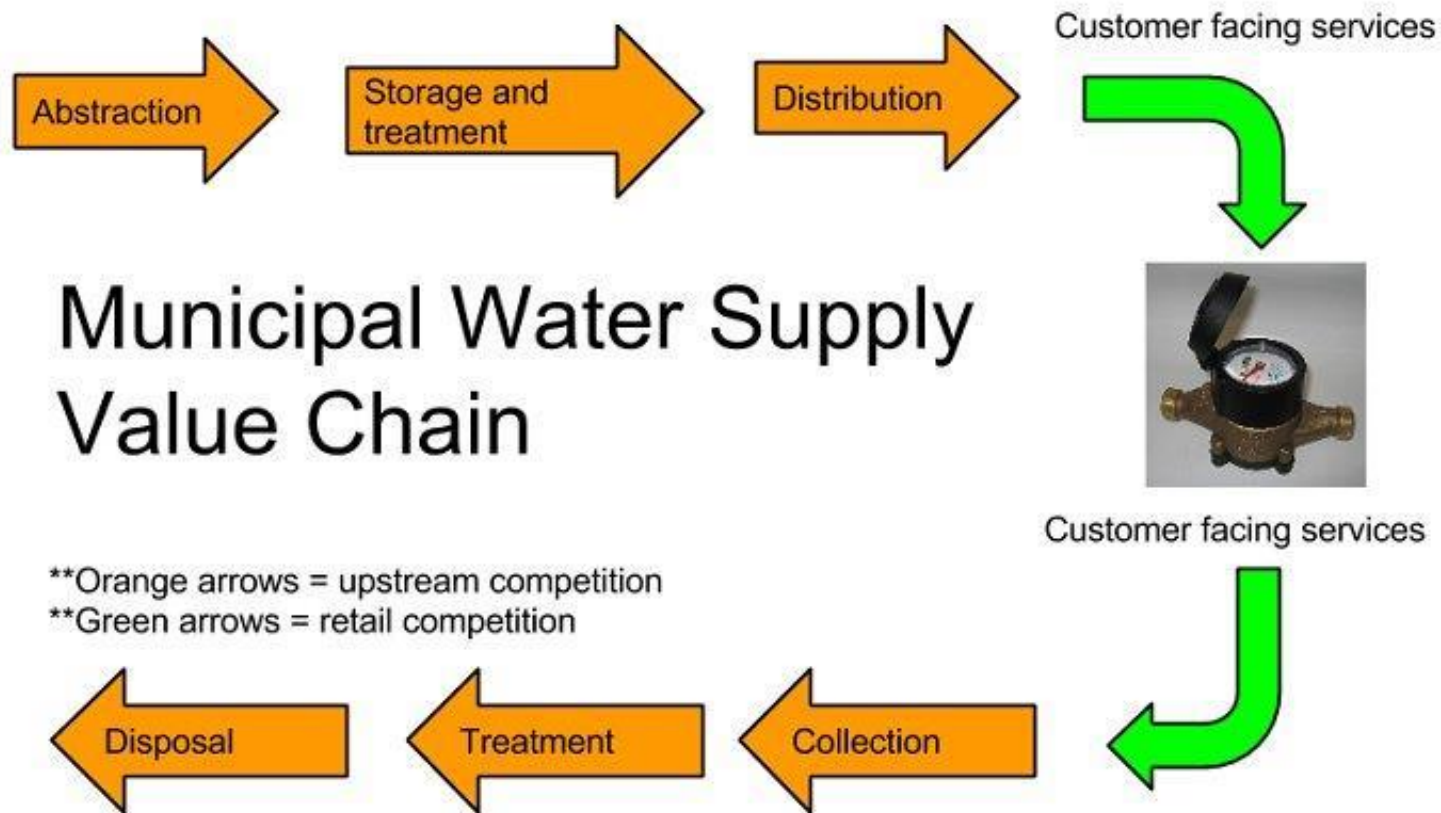 Customer facing services
Abstraction
Storage and
treatment
Distribution
Municipal Water Supply
Value Chain
Customer facing services
**Orange arrows = upstream competition
**Green arrows = retail competition
Disposal
Treatment
Collection